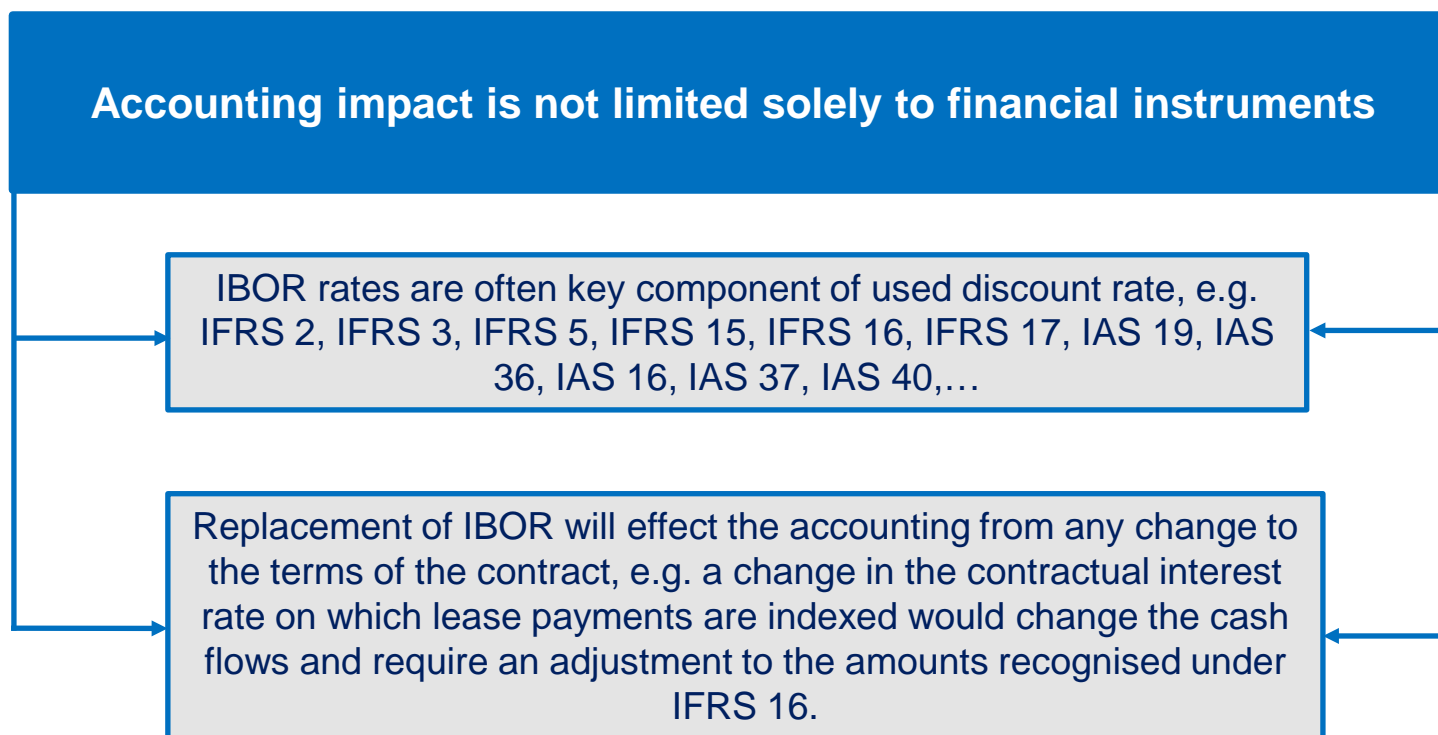 Accounting impact is not limited solely to financial instruments
IBOR rates are often key component of used discount rate, e.g.
IFRS 2, IFRS 3, IFRS 5, IFRS 15, IFRS 16, IFRS 17, IAS 19, IAS
36, IAS 16, IAS 37, IAS 40,…
Replacement of IBOR will effect the accounting from any change to
the terms of the contract, e.g. a change in the contractual interest
rate on which lease payments are indexed would change the cash
flows and require an adjustment to the amounts recognised under
IFRS 16.